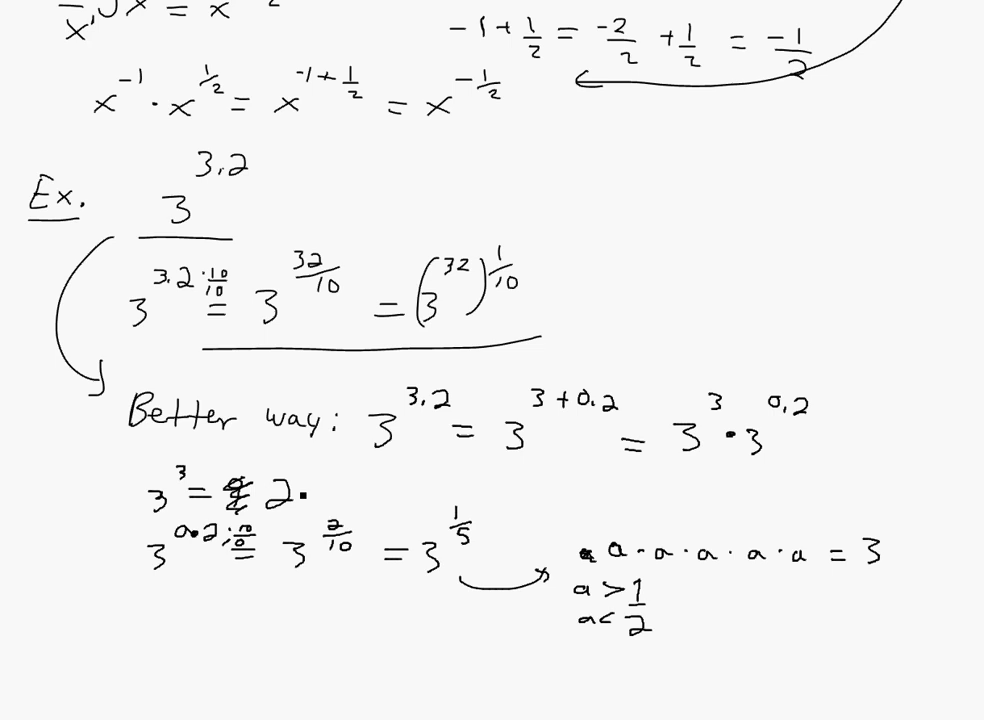 1/x · √x = x^
-1 + 1/2 = -2/2 + 1/2 = -1/2
x^-1 · x^1/2 = x^-1+1/2 = x^-1/2
Ex. 3^3.2
3^3.2·10/10 = 3^32/10 = (3^32)^1/10
Better way: 3^3.2 = 3^3+0.2 = 3^3 · 3^0.2
3^3 = 2.
3^0.2·10/10 = 3^2/10 = 3^1/5
a · a · a · a · a = 3
a > 1
a < 2